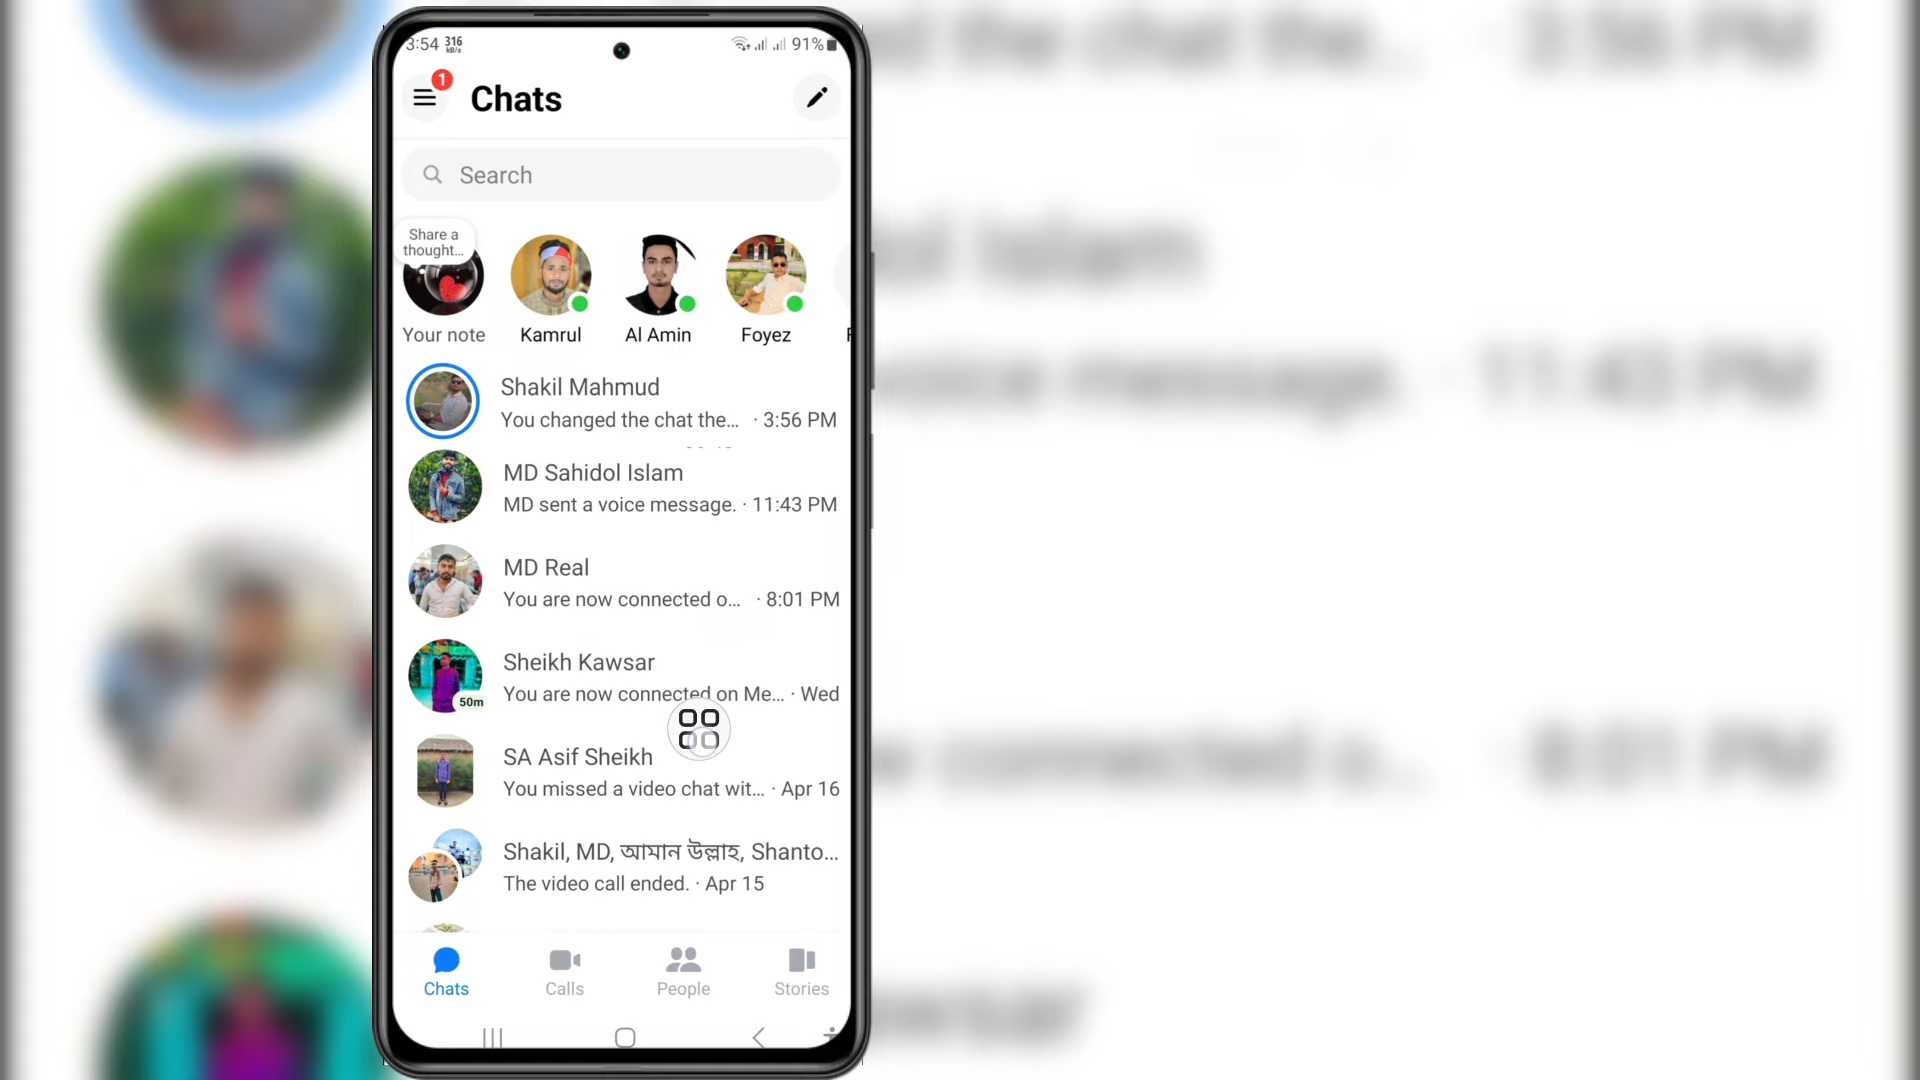 3:54 316 kB/s 91%
1
Chats
Search
Share a thought...
Your note
Kamrul
Al Amin
Foyez
Shakil Mahmud
You changed the chat the... · 3:56 PM
MD Sahidol Islam
MD sent a voice message. · 11:43 PM
MD Real
You are now connected o... · 8:01 PM
Sheikh Kawsar
You are now connected on Me... · Wed
50m
SA Asif Sheikh
You missed a video chat wit... · Apr 16
Shakil, MD, আমান উল্লাহ, Shanto...
The video call ended. · Apr 15
Chats
Calls
People
Stories